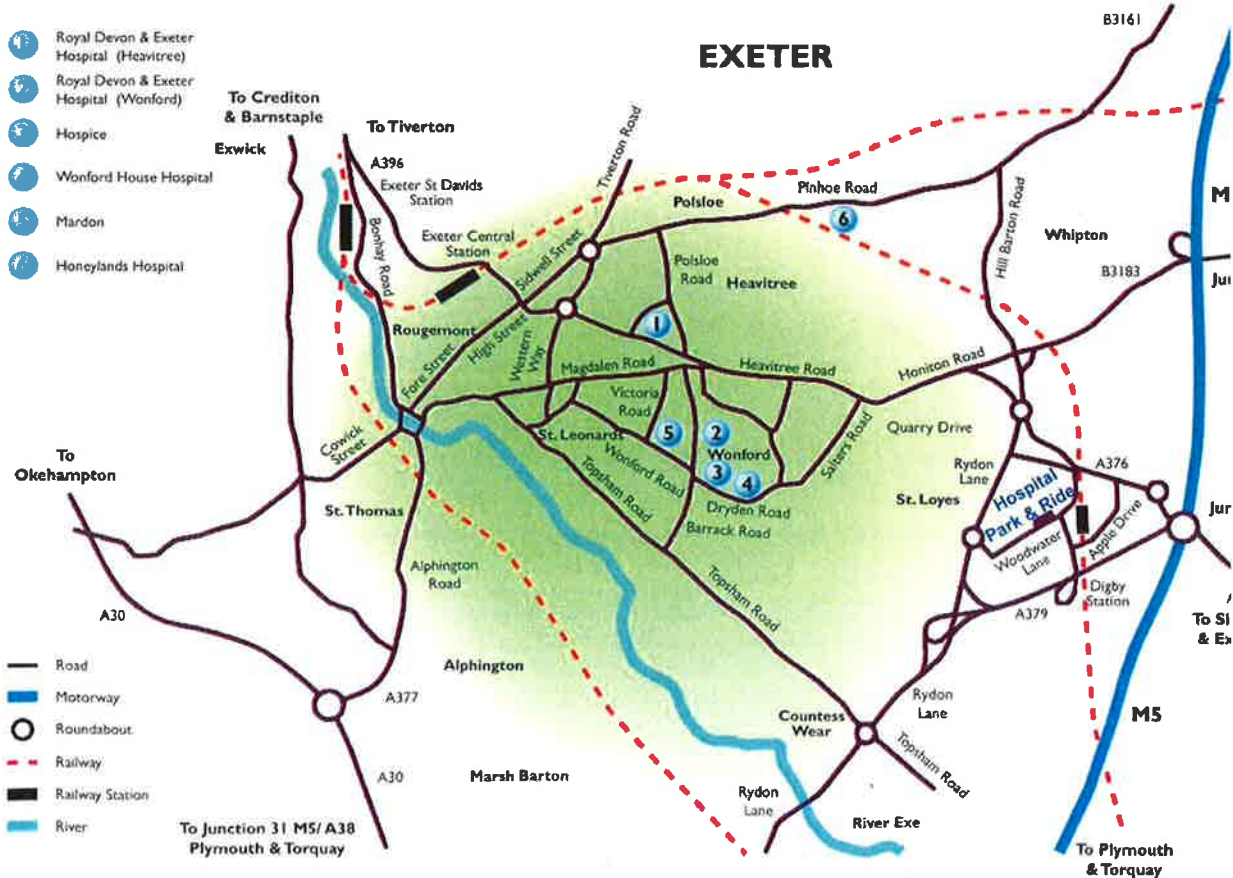 EXETER
Royal Devon & Exeter
Hospital (Heavitree)
Royal Devon & Exeter
Hospital (Wonford)
Hospice
Wonford House Hospital
Mardon
Honeylands Hospital
To Crediton
& Barnstaple
Exwick
To Tiverton
A396
Exeter St Davids
Station
Bonhay Road
Exeter Central
Station
Tiverton Road
Sidwell Street
Polsloe
Pinhoe Road
6
B3161
Hill Barton Road
Whipton
B3183
M
Jun
Polsloe
Road
Heavitree
1
Rougemont
Fore Street
High Street
Western
Way
Magdalen Road
Heavitree Road
Honiton Road
Victoria
Road
St. Leonards
5
2
Wonford
3
4
Wonford Road
Dryden Road
Barrack Road
Salters Road
Quarry Drive
Rydon
Lane
St. Loyes
Hospital
Park & Ride
A376
Woodwater
Lane
Apple Drive
Digby
Station
A379
Jun
To
& Ex
Cowick
Street
To
Okehampton
St. Thomas
Alphington
Road
Topsham Road
Topsham Road
A30
Alphington
A377
A30
Marsh Barton
Countess
Wear
Rydon
Lane
Topsham Road
Rydon
Lane
River Exe
M5
To Plymouth
& Torquay
To Junction 31 M5/ A38
Plymouth & Torquay
Road
Motorway
Roundabout
Railway
Railway Station
River